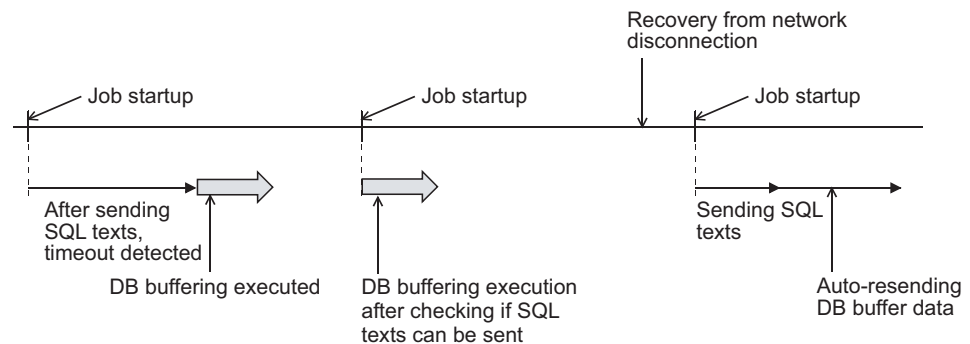 Recovery from network
disconnection
Job startup
Job startup
Job startup
After sending
SQL texts,
timeout detected
Sending SQL
texts
DB buffering executed
DB buffering execution
after checking if SQL
texts can be sent
Auto-resending
DB buffer data